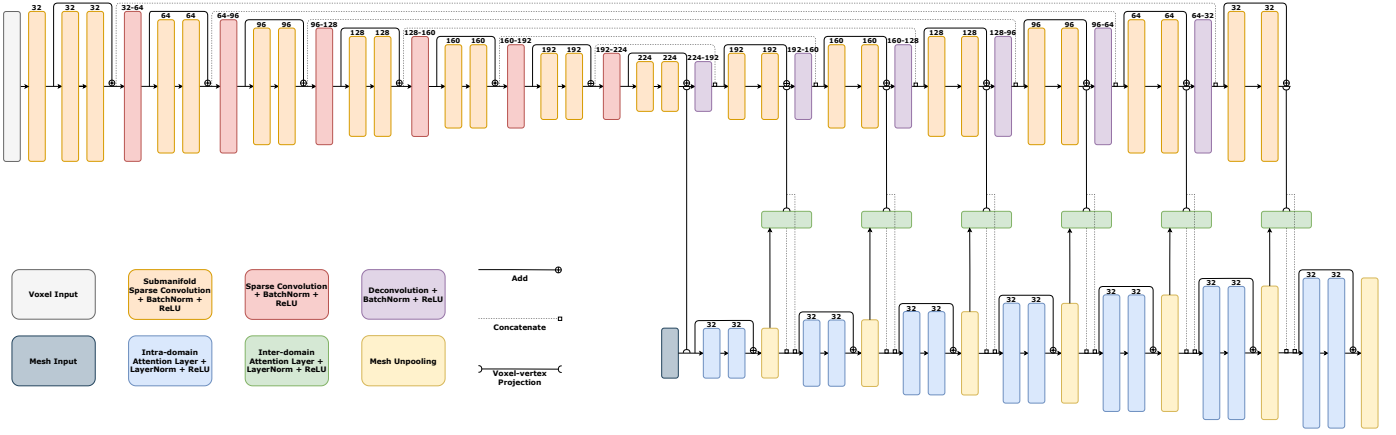 32 32 32 32-64 64 64 64-96 96 96 96-128 128 128 128-160 160 160 160-192 192 192 192-224 224 224 224-192 192 192 192-160 160 160 160-128 128 128 128-96 96 96 96-64 64 64 64-32 32 32
Voxel Input
Submanifold
Sparse Convolution
+ BatchNorm +
ReLU
Sparse Convolution
+ BatchNorm +
ReLU
Deconvolution +
BatchNorm + ReLU
Add
Concatenate
Mesh Input
Intra-domain
Attention Layer +
LayerNorm + ReLU
Inter-domain
Attention Layer +
LayerNorm + ReLU
Mesh Unpooling
Voxel-vertex
Projection
32 32 32 32 32 32 32 32 32 32 32 32 32 32